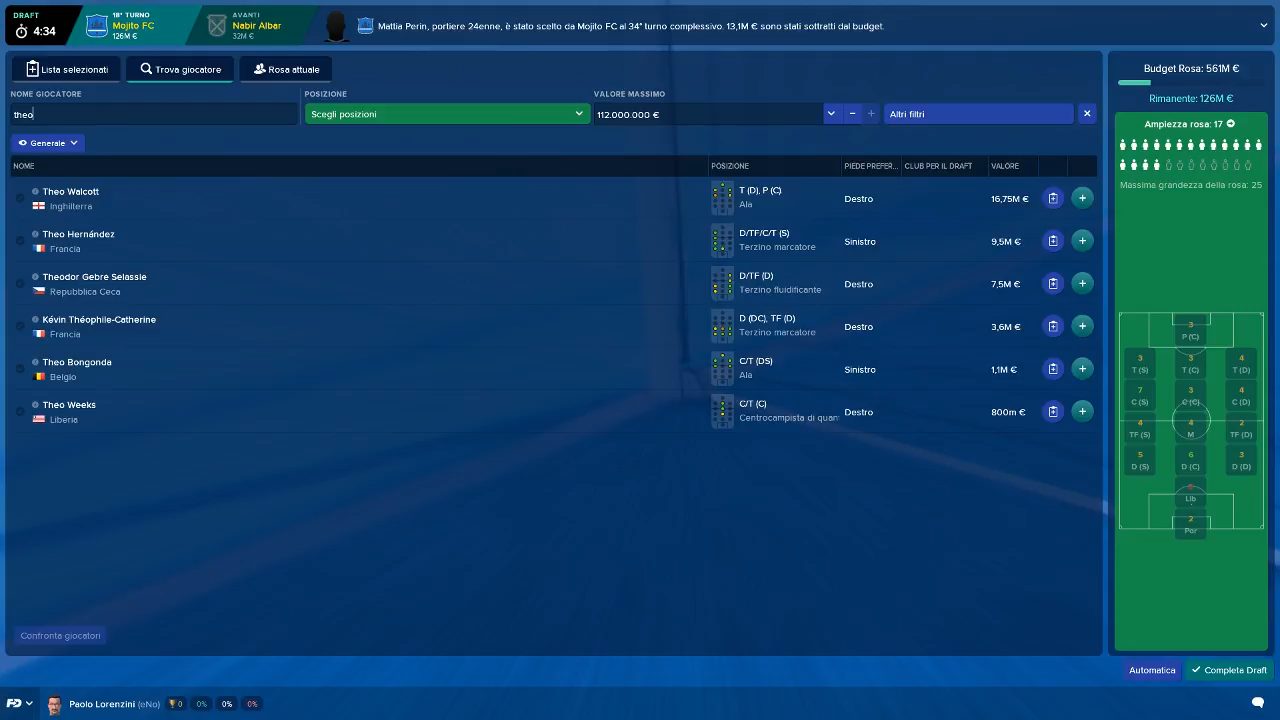 DRAFT
4:34
18° TURNO
Mojito FC
126M €
AVANTI
Nabir Albar
32M €
Mattia Perin, portiere 24enne, è stato scelto da Mojito FC al 34° turno complessivo. 13,1M € sono stati sottratti dal budget.
Lista selezionati
Trova giocatore
Rosa attuale
NOME GIOCATORE
POSIZIONE
VALORE MASSIMO
theo
Scegli posizioni
112.000.000 €
Altri filtri
Generale
NOME
POSIZIONE
PIEDE PREFER...
CLUB PER IL DRAFT
VALORE
Theo Walcott
Inghilterra
T (D), P (C)
Ala
Destro
16,75M €
Theo Hernández
Francia
D/TF/C/T (S)
Terzino marcatore
Sinistro
9,5M €
Theodor Gebre Selassie
Repubblica Ceca
D/TF (D)
Terzino fluidificante
Destro
7,5M €
Kévin Théophile-Catherine
Francia
D (DC), TF (D)
Terzino marcatore
Destro
3,6M €
Theo Bongonda
Belgio
C/T (DS)
Ala
Sinistro
1,1M €
Theo Weeks
Liberia
C/T (C)
Centrocampista di quan
Destro
800m €
Confronta giocatori
Budget Rosa: 561M €
Rimanente: 126M €
Ampiezza rosa: 17
Massima grandezza della rosa: 25
3
P (C)
3 3 4
T (S) T (C) T (D)
7 3 4
C (S) C (C) C (D)
4 4 2
TF (S) M TF (D)
5 6 3
D (S) D (C) D (D)
Lib
2
Por
Automatica
Completa Draft
FD
Paolo Lorenzini (eNo)
0
0%
0%
0%